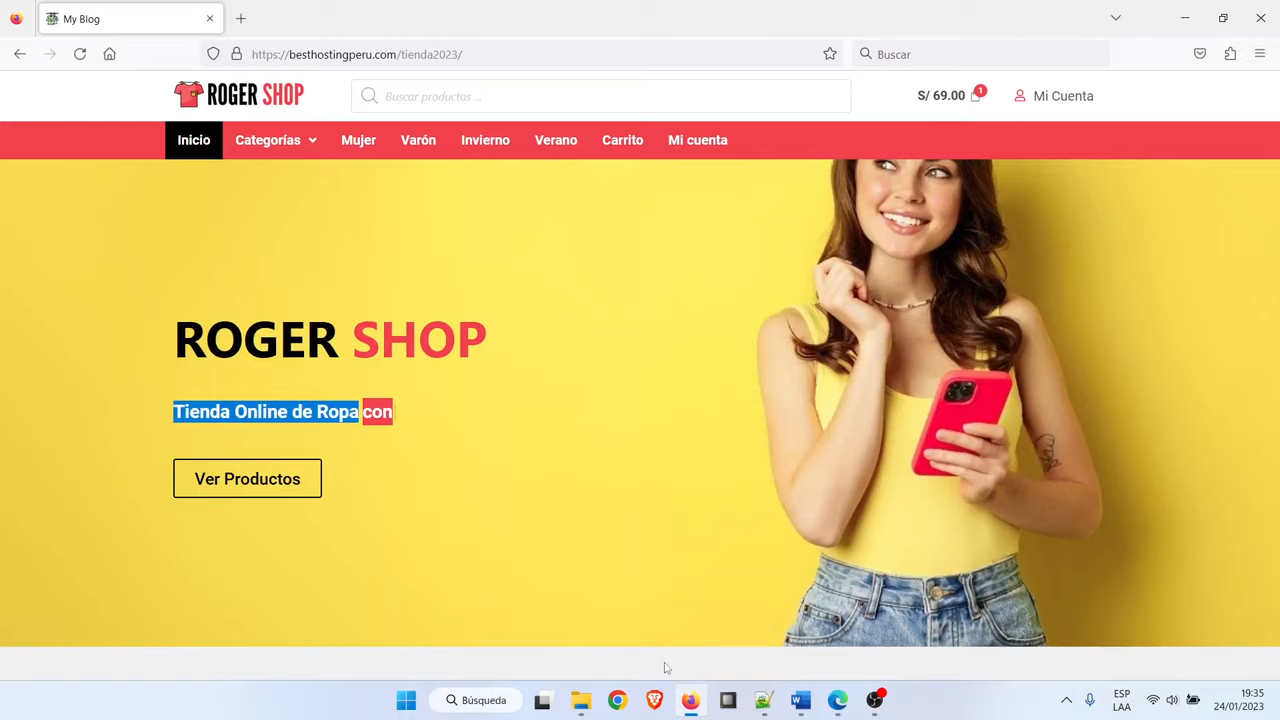 My Blog
https://besthostingperu.com/tienda2023/
Buscar
ROGER SHOP
Buscar productos ...
S/ 69.00
1
Mi Cuenta
Inicio
Categorías
Mujer
Varón
Invierno
Verano
Carrito
Mi cuenta
ROGER SHOP
Tienda Online de Ropa con
Ver Productos
Búsqueda
ESP
LAA
19:35
24/01/2023